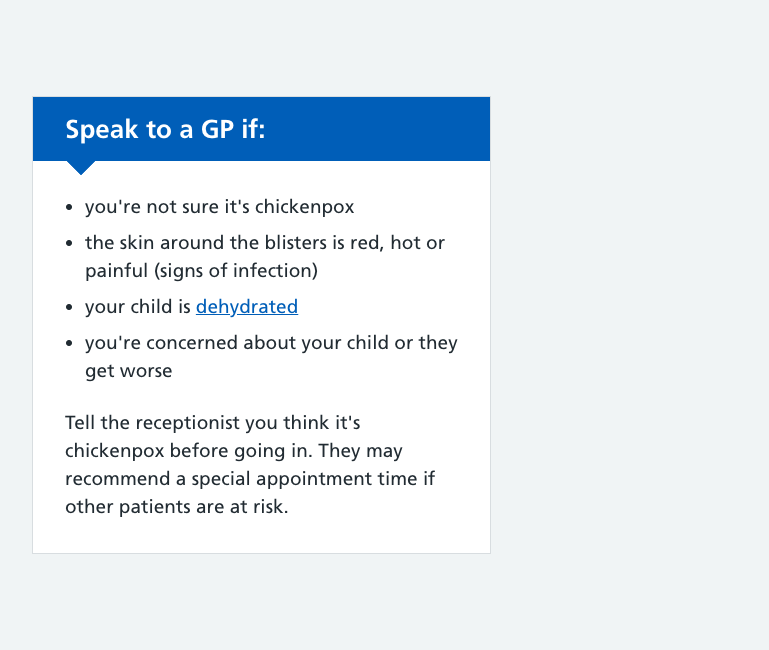 Speak to a GP if:
you're not sure it's chickenpox
the skin around the blisters is red, hot or
painful (signs of infection)
your child is dehydrated
you're concerned about your child or they
get worse
Tell the receptionist you think it's
chickenpox before going in. They may
recommend a special appointment time if
other patients are at risk.